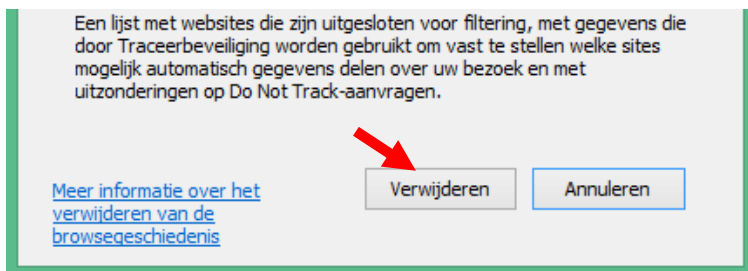 Een lijst met websites die zijn uitgesloten voor filtering, met gegevens die
door Traceerbeveiliging worden gebruikt om vast te stellen welke sites
mogelijk automatisch gegevens delen over uw bezoek en met
uitzonderingen op Do Not Track-aanvragen.
Meer informatie over het
verwijderen van de
browsegeschiedenis
Verwijderen
Annuleren